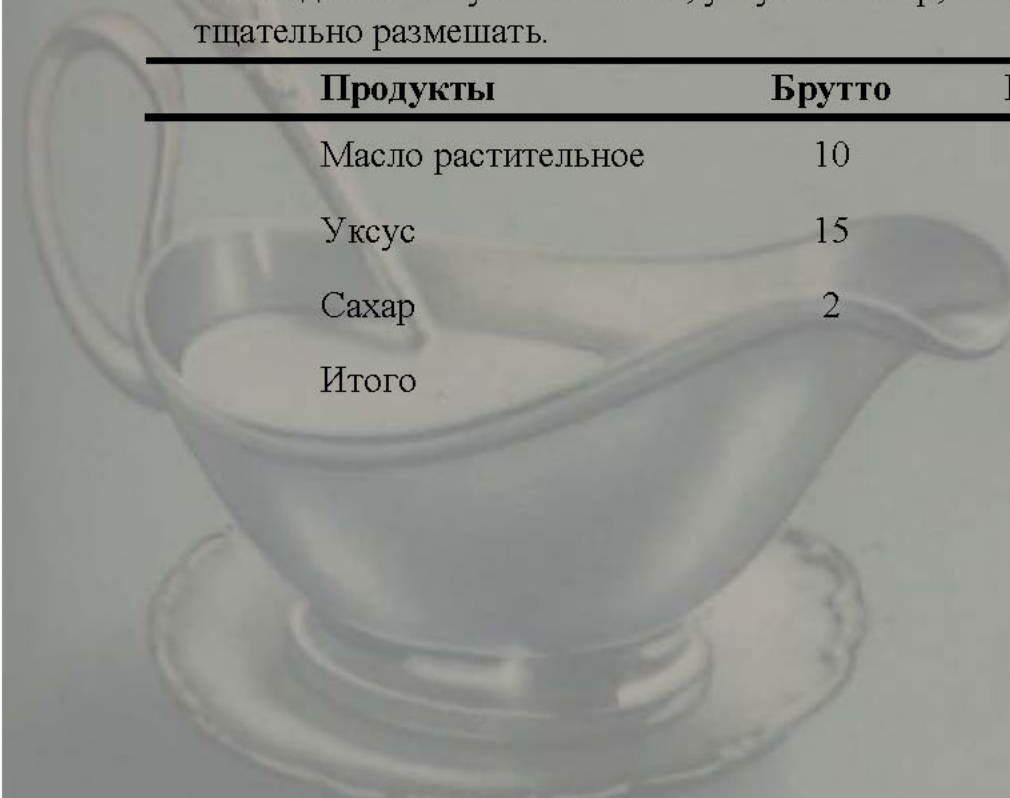 тщательно размешать.
Продукты Брутто
Масло растительное 10
Уксус 15
Сахар 2
Итого